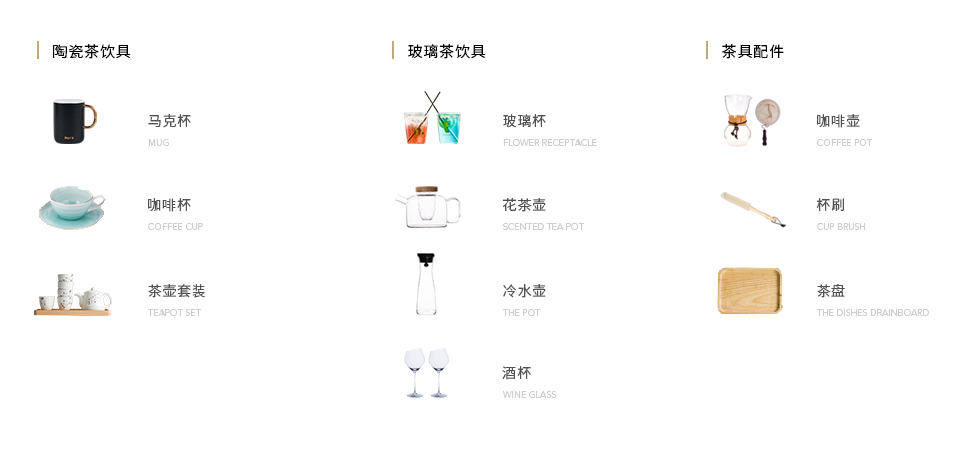 陶瓷茶饮具
马克杯
MUG
咖啡杯
COFFEE CUP
茶壶套装
TEAPOT SET
玻璃茶饮具
玻璃杯
FLOWER RECEPTACLE
花茶壶
SCENTED TEA POT
冷水壶
THE POT
酒杯
WINE GLASS
茶具配件
咖啡壶
COFFEE POT
杯刷
CUP BRUSH
茶盘
THE DISHES DRAINBOARD